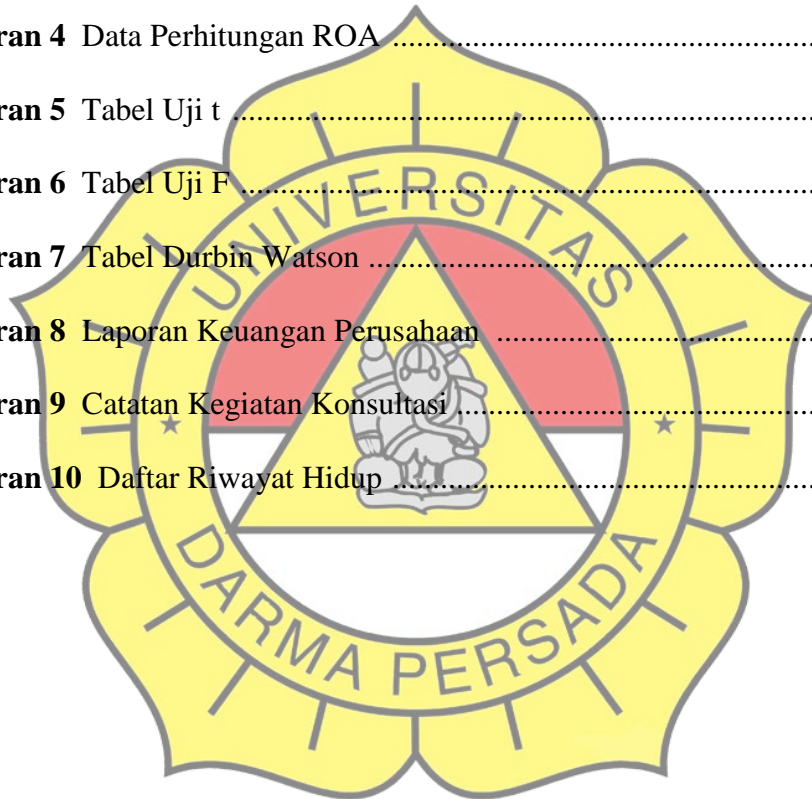 ran 4 Data Perhitungan ROA ........................................................
ran 5 Tabel Uji t ........................................................
ran 6 Tabel Uji F ........................................................
ran 7 Tabel Durbin Watson ........................................................
ran 8 Laporan Keuangan Perusahaan ........................................................
ran 9 Catatan Kegiatan Konsultasi ........................................................
ran 10 Daftar Riwayat Hidup ........................................................
UNIVERSITAS
DARMA PERSADA